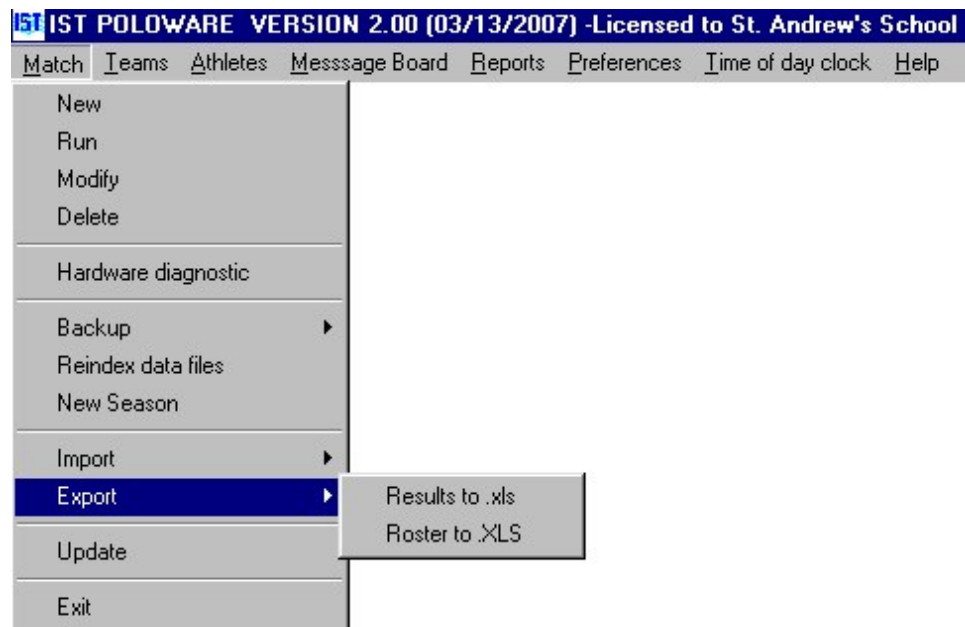 IST IST POLOWARE VERSION 2.00 (03/13/2007) -Licensed to St. Andrew's School
Match Teams Athletes Messsage Board Reports Preferences Time of day clock Help
New
Run
Modify
Delete
Hardware diagnostic
Backup
Reindex data files
New Season
Import
Export
Results to .xls
Roster to .XLS
Update
Exit